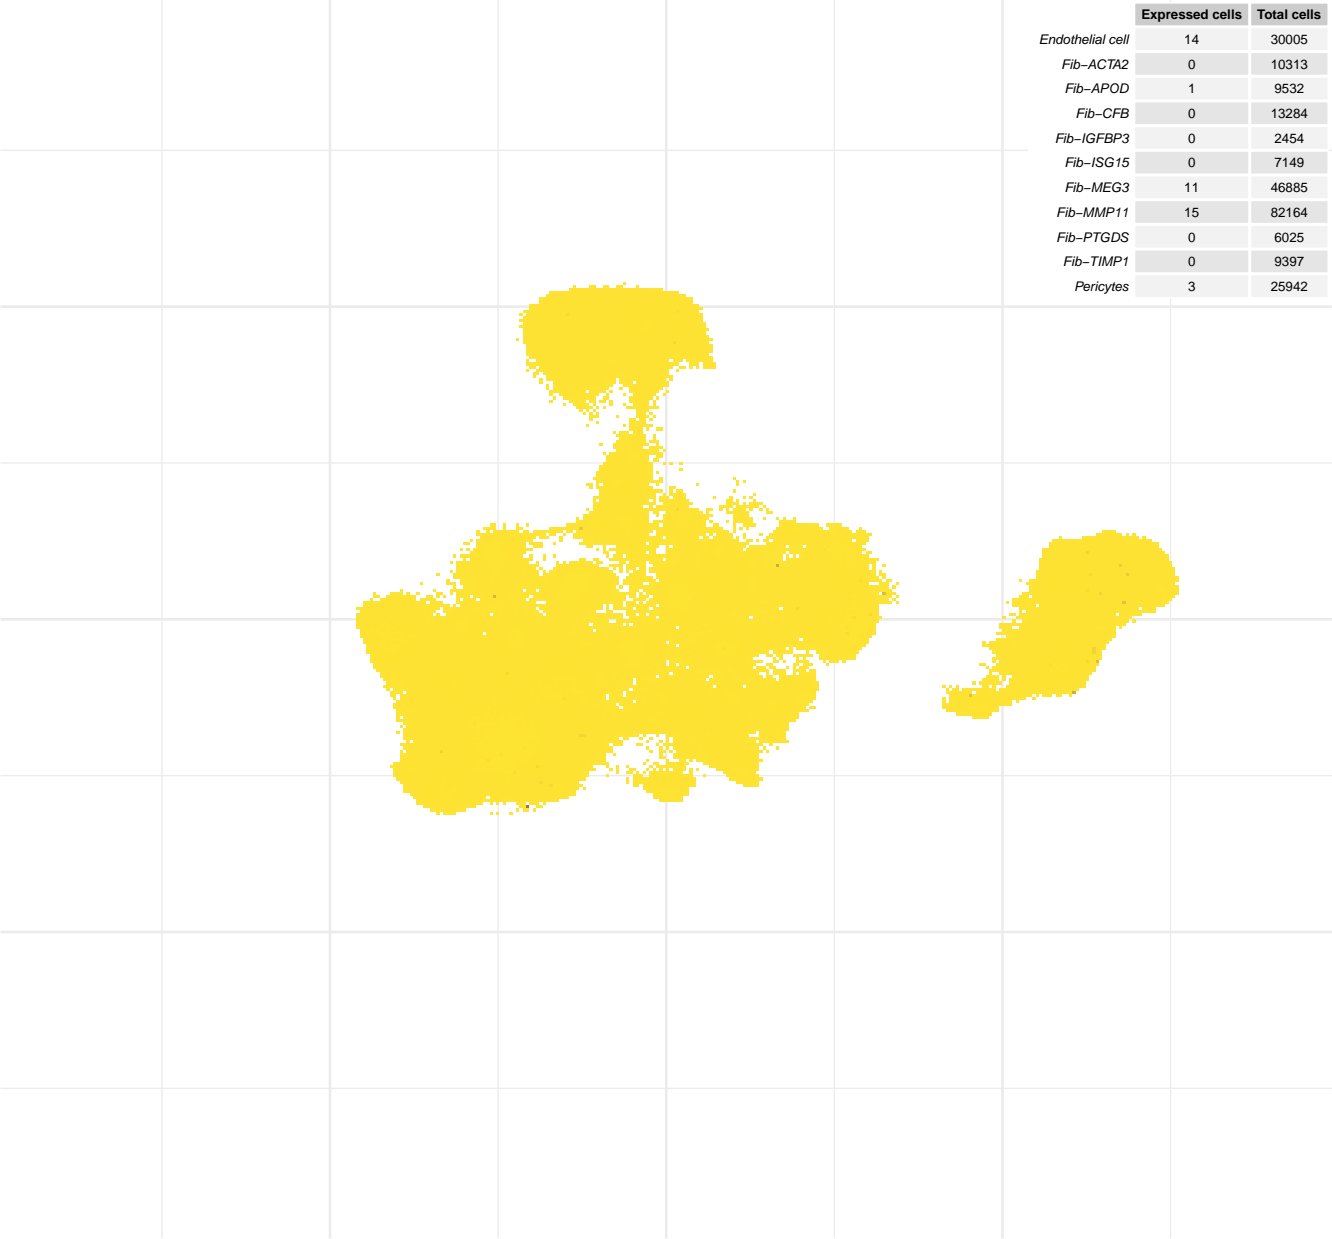 Expressed cells Total cells
Endothelial cell 14 30005
Fib−ACTA2 0 10313
Fib−APOD 1 9532
Fib−CFB 0 13284
Fib−IGFBP3 0 2454
Fib−ISG15 0 7149
Fib−MEG3 11 46885
Fib−MMP11 15 82164
Fib−PTGDS 0 6025
Fib−TIMP1 0 9397
Pericytes 3 25942